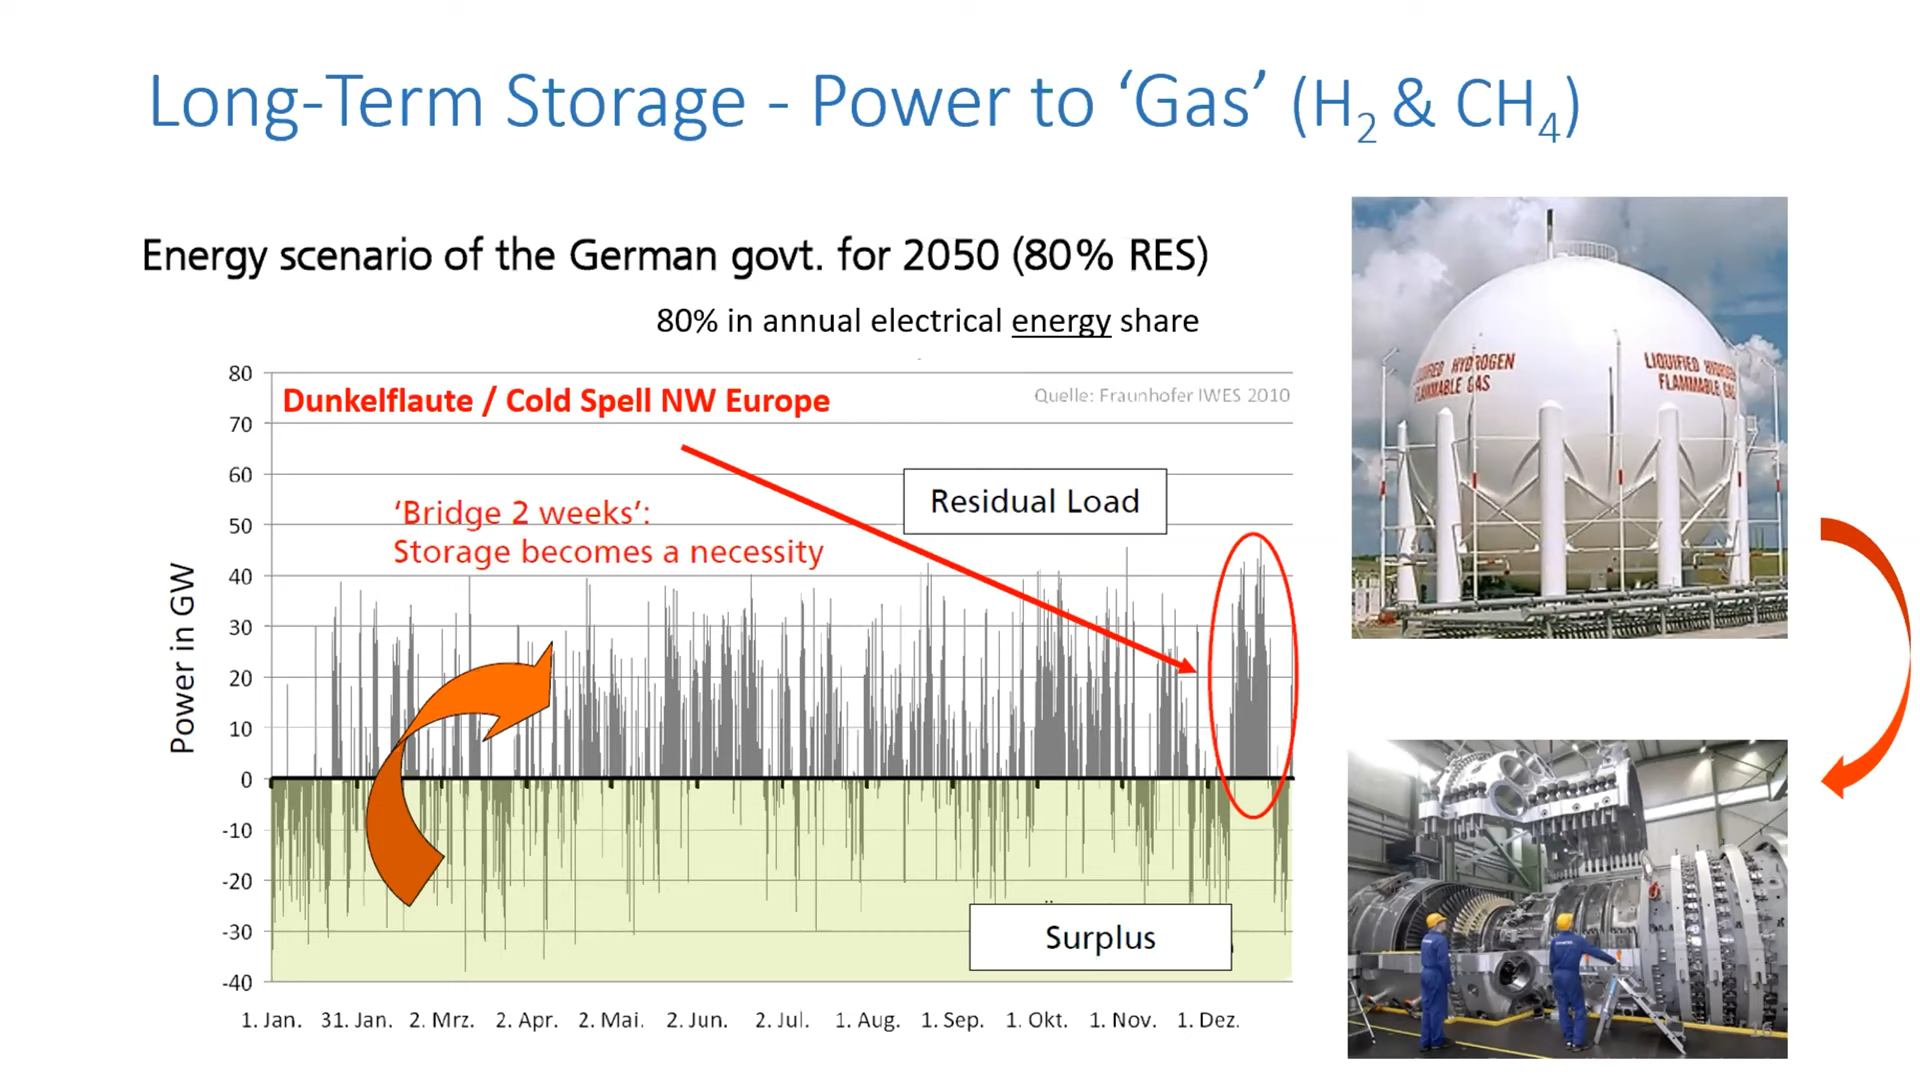 Long-Term Storage - Power to ‘Gas’ (H2 & CH4)
Energy scenario of the German govt. for 2050 (80% RES)
80% in annual electrical energy share
Dunkelflaute / Cold Spell NW Europe
Quelle: Fraunhofer IWES 2010
‘Bridge 2 weeks’:
Storage becomes a necessity
Residual Load
Surplus
Power in GW
80
70
60
50
40
30
20
10
0
-10
-20
-30
-40
1. Jan. 31. Jan. 2. Mrz. 2. Apr. 2. Mai. 2. Jun. 2. Jul. 1. Aug. 1. Sep. 1. Okt. 1. Nov. 1. Dez.
HYDROGEN
FLAMMABLE GAS
LIQUIFIED
FLAMMABLE